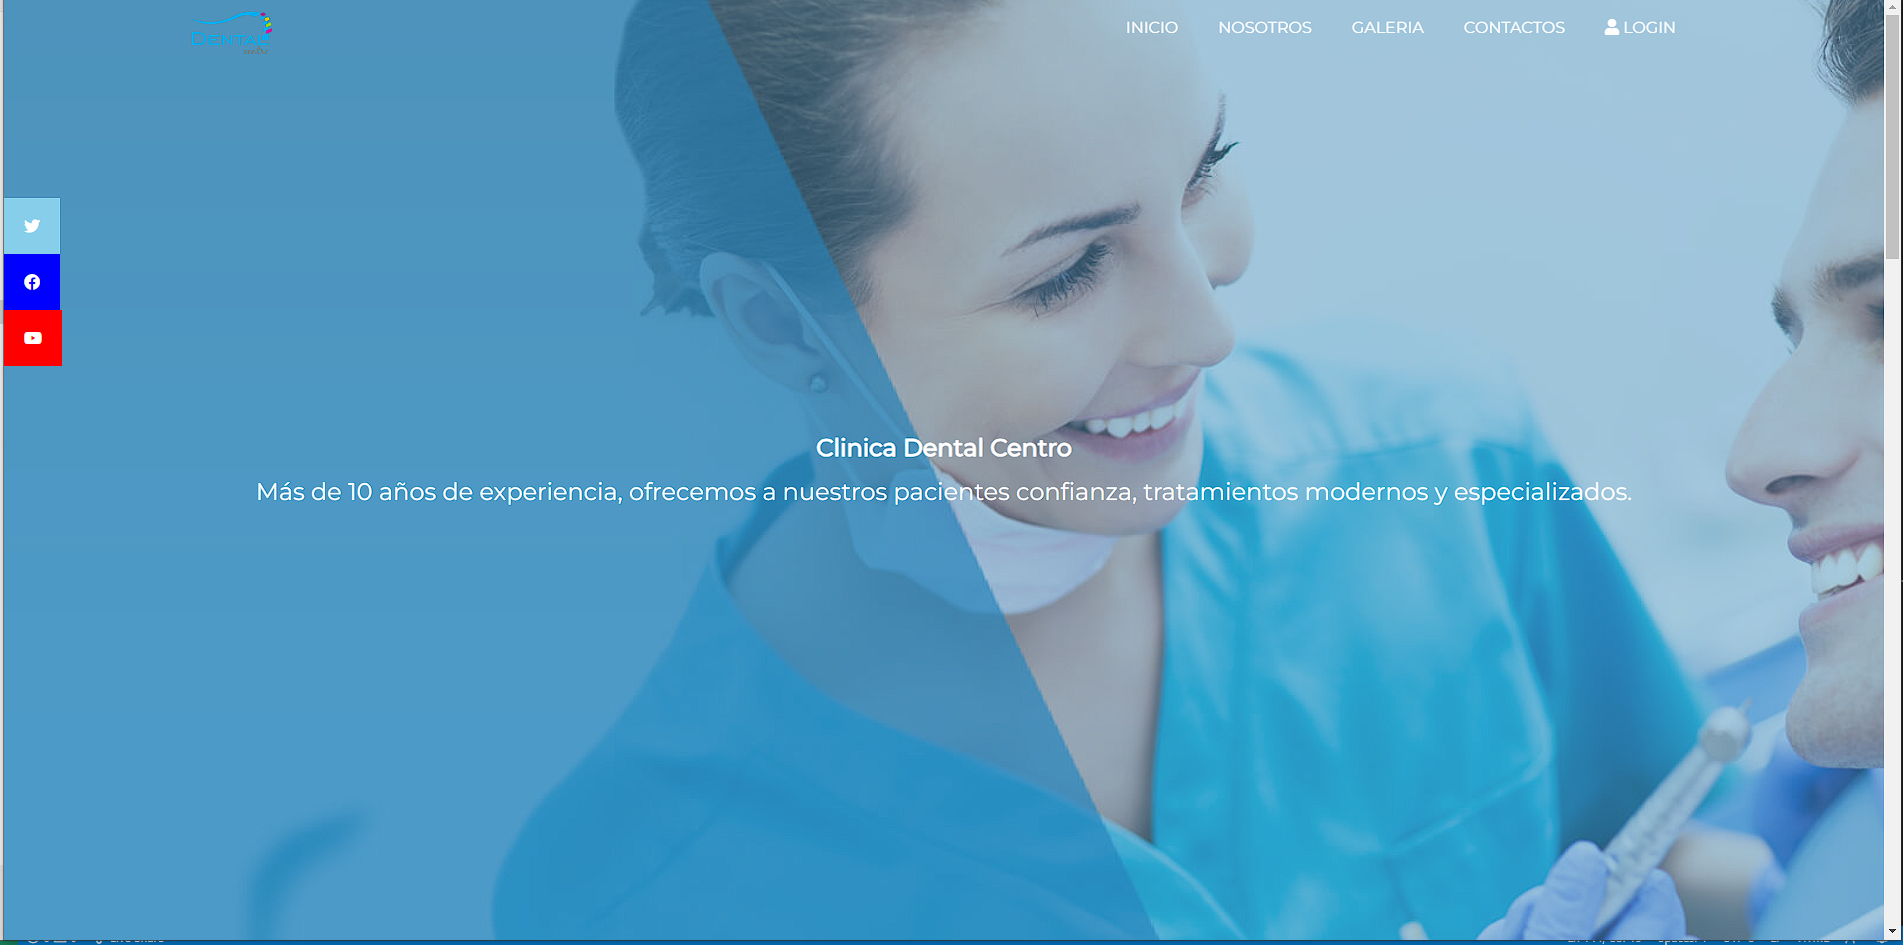 DENTAL
INICIO NOSOTROS GALERIA CONTACTOS LOGIN
Clinica Dental Centro
Más de 10 años de experiencia, ofrecemos a nuestros pacientes confianza, tratamientos modernos y especializados.